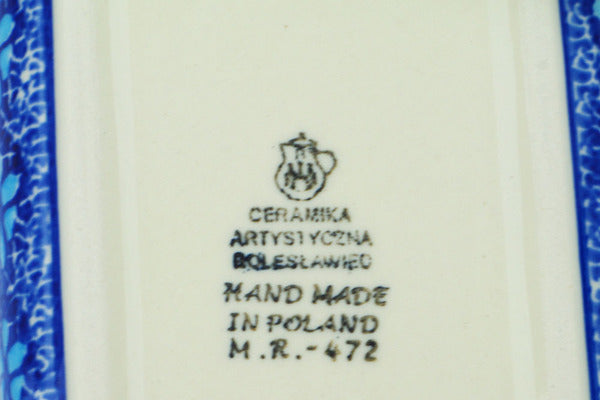 CERAMIKA
ARTYSTYCZNA
BOLESŁAWIEC
HAND MADE
IN POLAND
M.R.-472